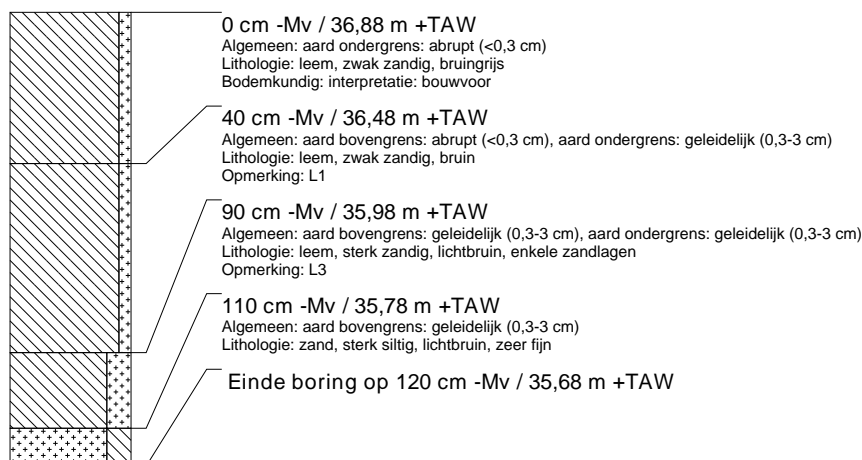 0 cm -Mv / 36,88 m +TAW
Algemeen: aard ondergrens: abrupt (<0,3 cm)
Lithologie: leem, zwak zandig, bruingrijs
Bodemkundig: interpretatie: bouwvoor
40 cm -Mv / 36,48 m +TAW
Algemeen: aard bovengrens: abrupt (<0,3 cm), aard ondergrens: geleidelijk (0,3-3 cm)
Lithologie: leem, zwak zandig, bruin
Opmerking: L1
90 cm -Mv / 35,98 m +TAW
Algemeen: aard bovengrens: geleidelijk (0,3-3 cm), aard ondergrens: geleidelijk (0,3-3 cm)
Lithologie: leem, sterk zandig, lichtbruin, enkele zandlagen
Opmerking: L3
110 cm -Mv / 35,78 m +TAW
Algemeen: aard bovengrens: geleidelijk (0,3-3 cm)
Lithologie: zand, sterk siltig, lichtbruin, zeer fijn
Einde boring op 120 cm -Mv / 35,68 m +TAW